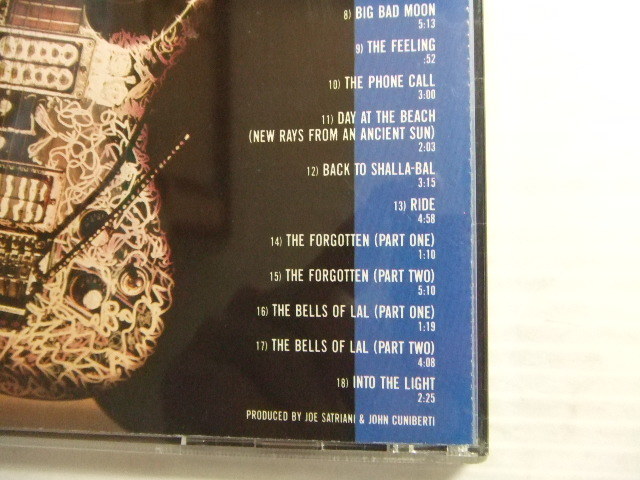 8) BIG BAD MOON
5:13
9) THE FEELING
:52
10) THE PHONE CALL
3:00
11) DAY AT THE BEACH
(NEW RAYS FROM AN ANCIENT SUN)
2:03
12) BACK TO SHALLA-BAL
3:15
13) RIDE
4:58
14) THE FORGOTTEN (PART ONE)
1:10
15) THE FORGOTTEN (PART TWO)
5:10
16) THE BELLS OF LAL (PART ONE)
1:19
17) THE BELLS OF LAL (PART TWO)
4:08
18) INTO THE LIGHT
2:25
PRODUCED BY JOE SATRIANI & JOHN CUNIBERTI